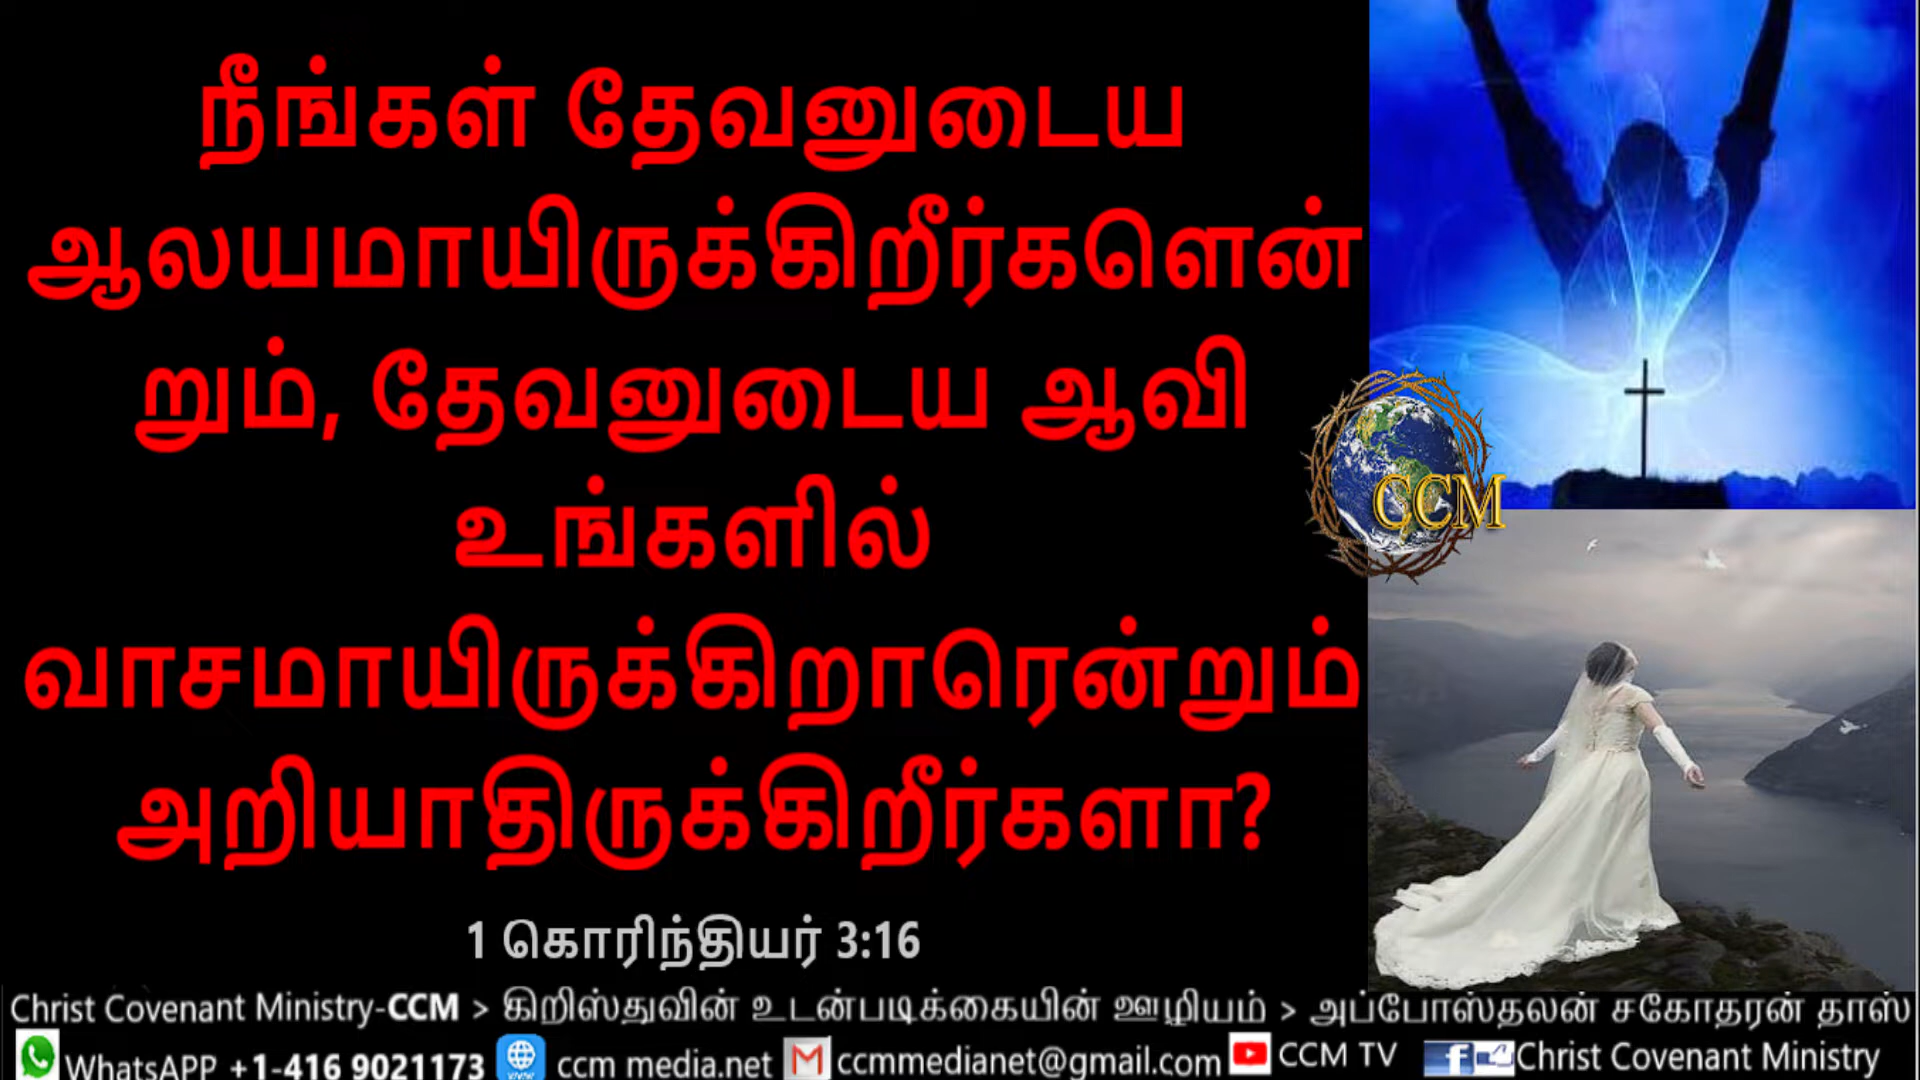 நீங்கள் தேவனுடைய
ஆலயமாயிருக்கிறீர்களென்
றும், தேவனுடைய ஆவி
உங்களில்
வாசமாயிருக்கிறாரென்றும்
அறியாதிருக்கிறீர்களா?
1 கொரிந்தியர் 3:16
CCM
Christ Covenant Ministry-CCM > கிறிஸ்துவின் உடன்படிக்கையின் ஊழியம் > அப்போஸ்தலன் சகோதரன் தாஸ்
WhatsAPP +1-416 9021173 www ccm media.net ccmmedianet@gmail.com CCM TV Christ Covenant Ministry